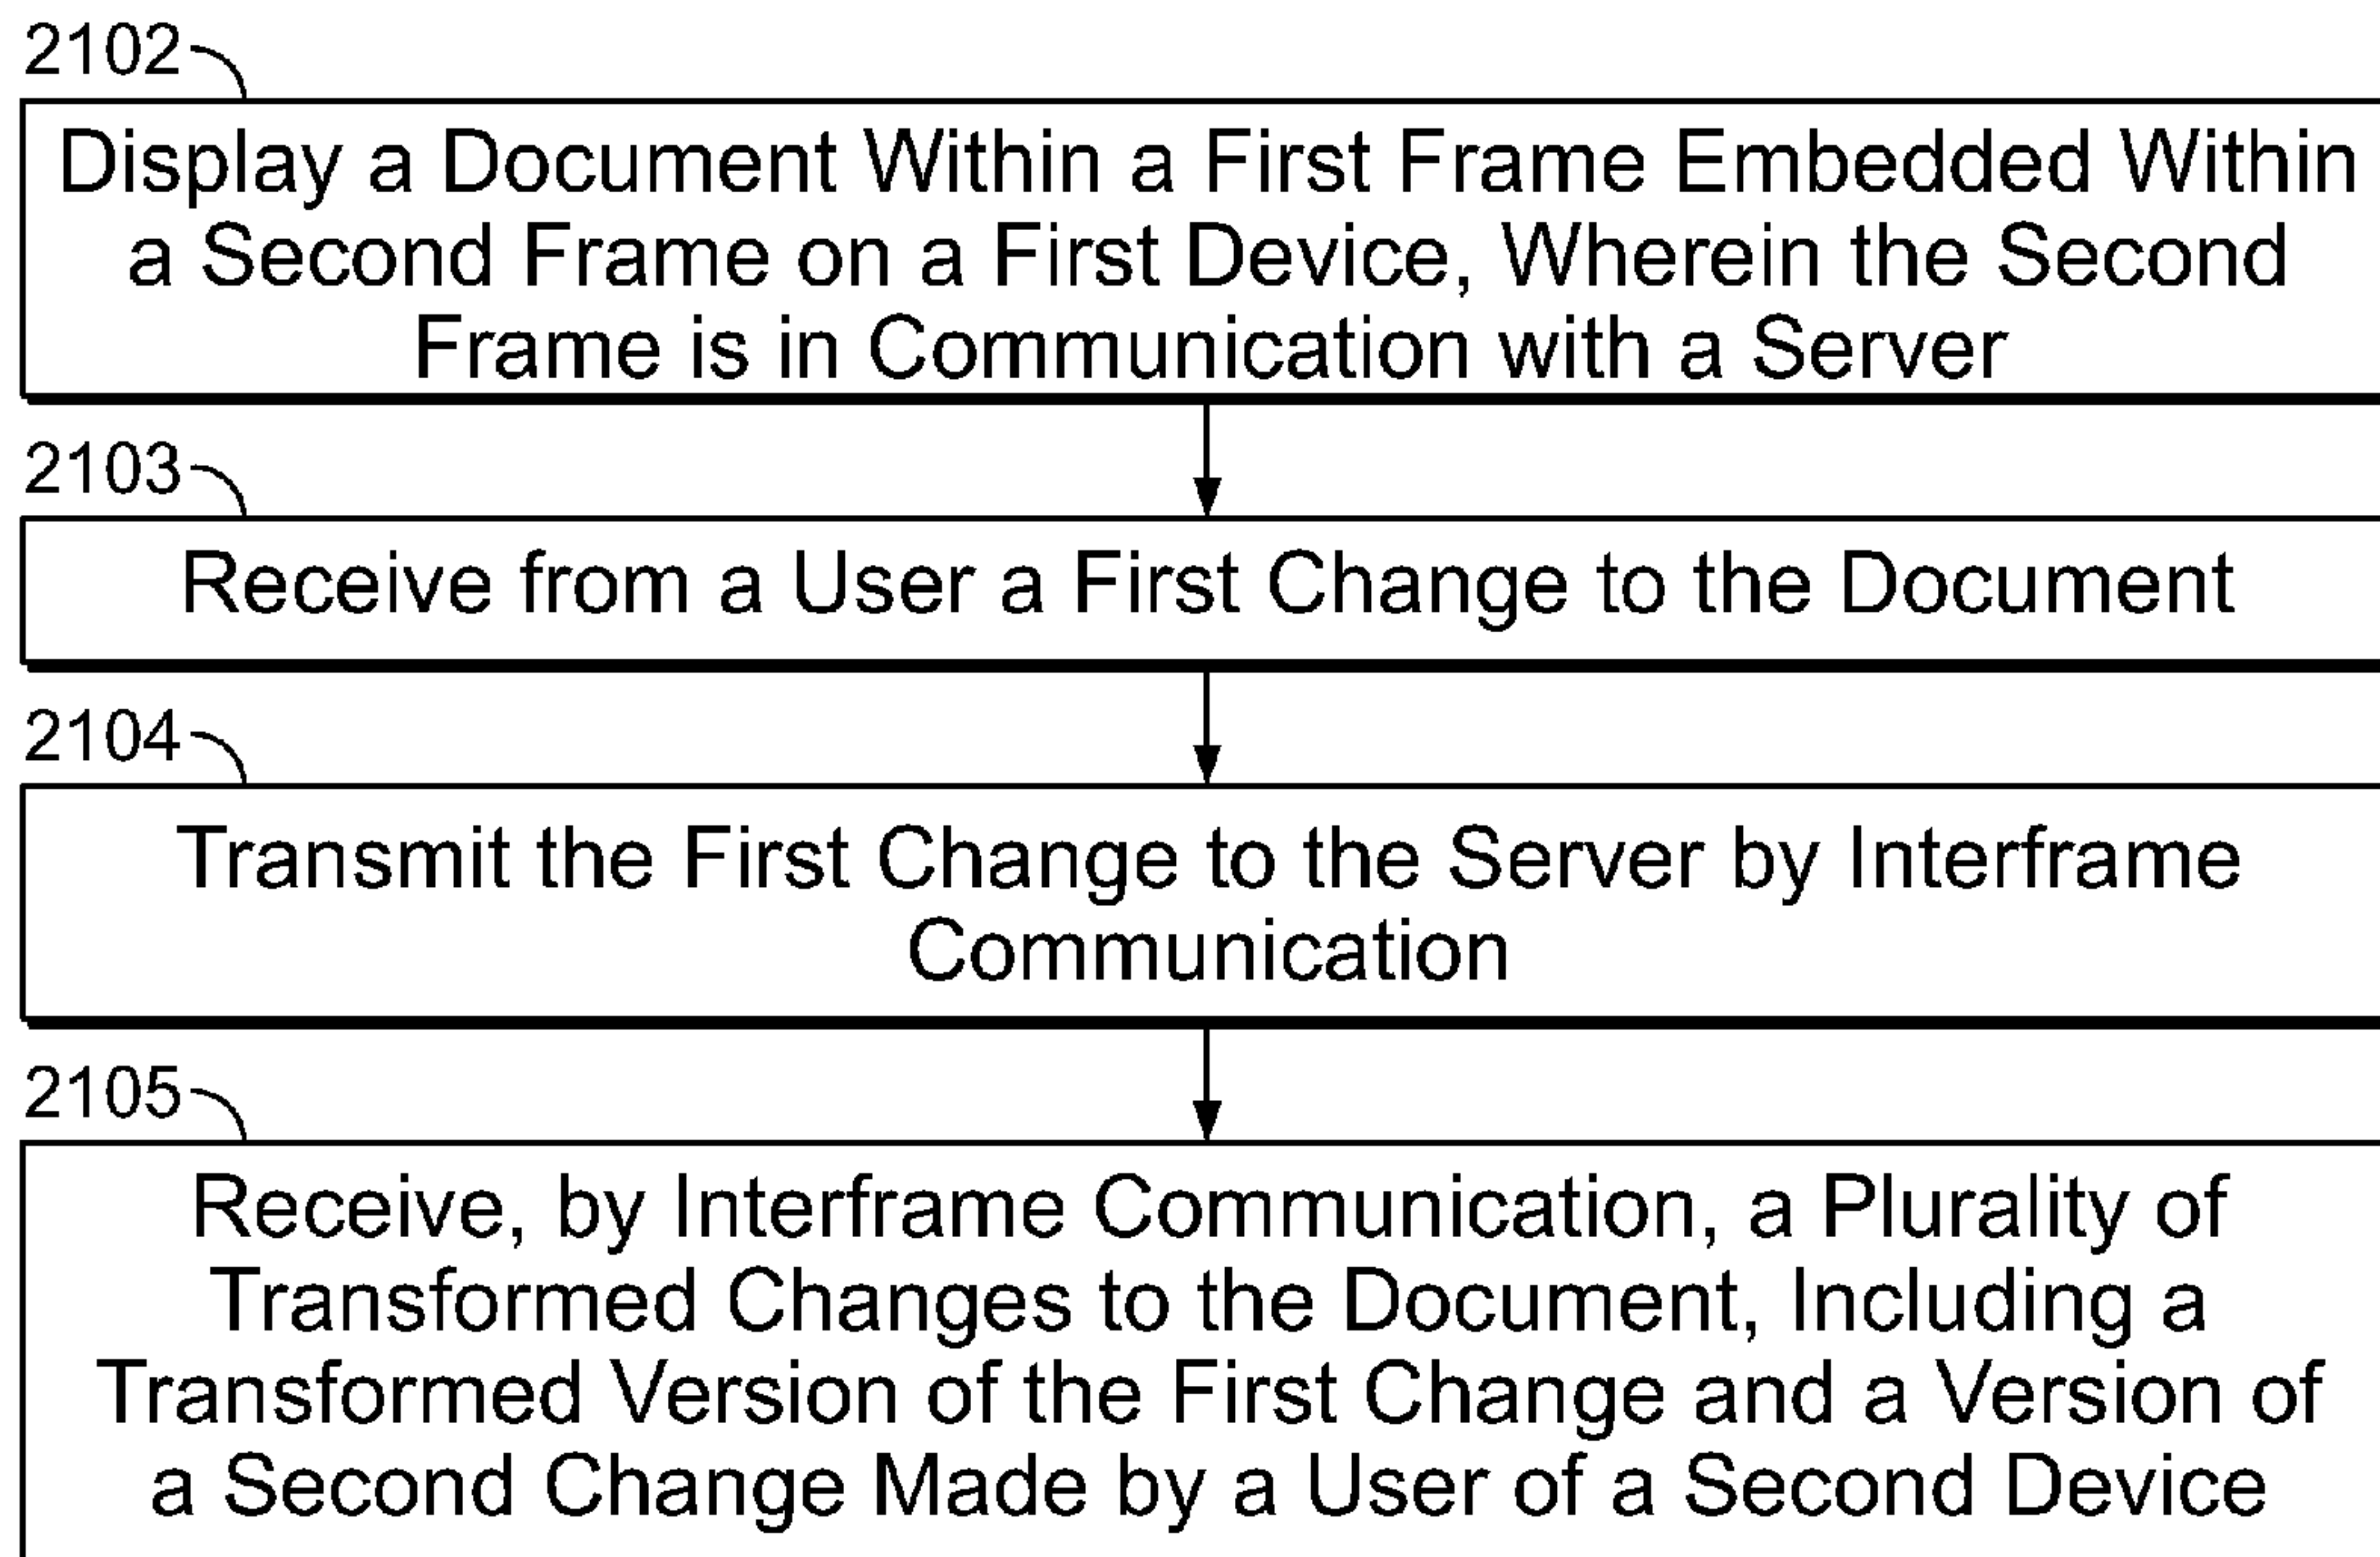 2102
Display a Document Within a First Frame Embedded Within
a Second Frame on a First Device, Wherein the Second
Frame is in Communication with a Server
2103
Receive from a User a First Change to the Document
2104
Transmit the First Change to the Server by Interframe
Communication
2105
Receive, by Interframe Communication, a Plurality of
Transformed Changes to the Document, Including a
Transformed Version of the First Change and a Version of
a Second Change Made by a User of a Second Device